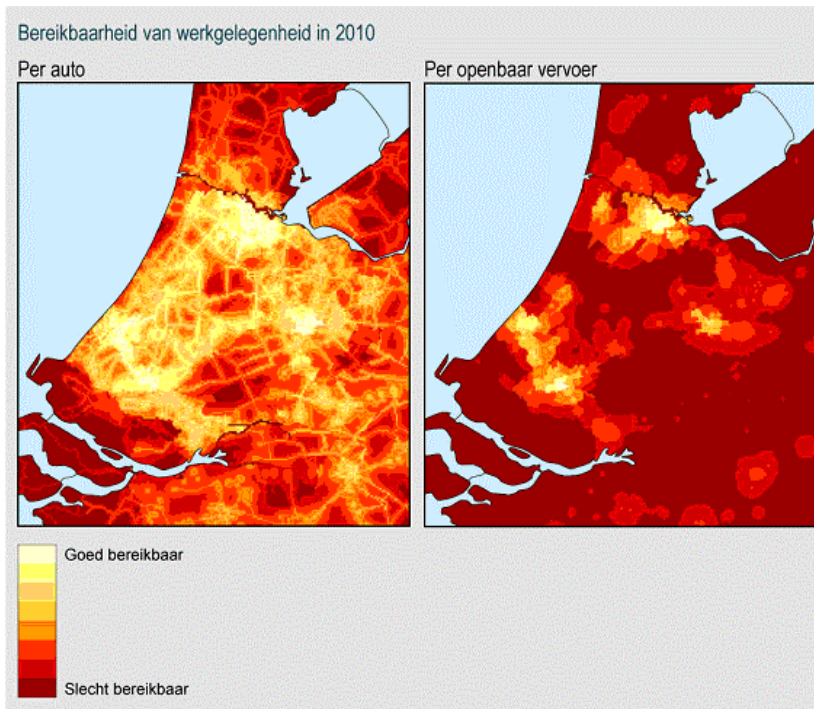 Bereikbaarheid van werkgelegenheid in 2010
Per auto
Per openbaar vervoer
Goed bereikbaar
Slecht bereikbaar